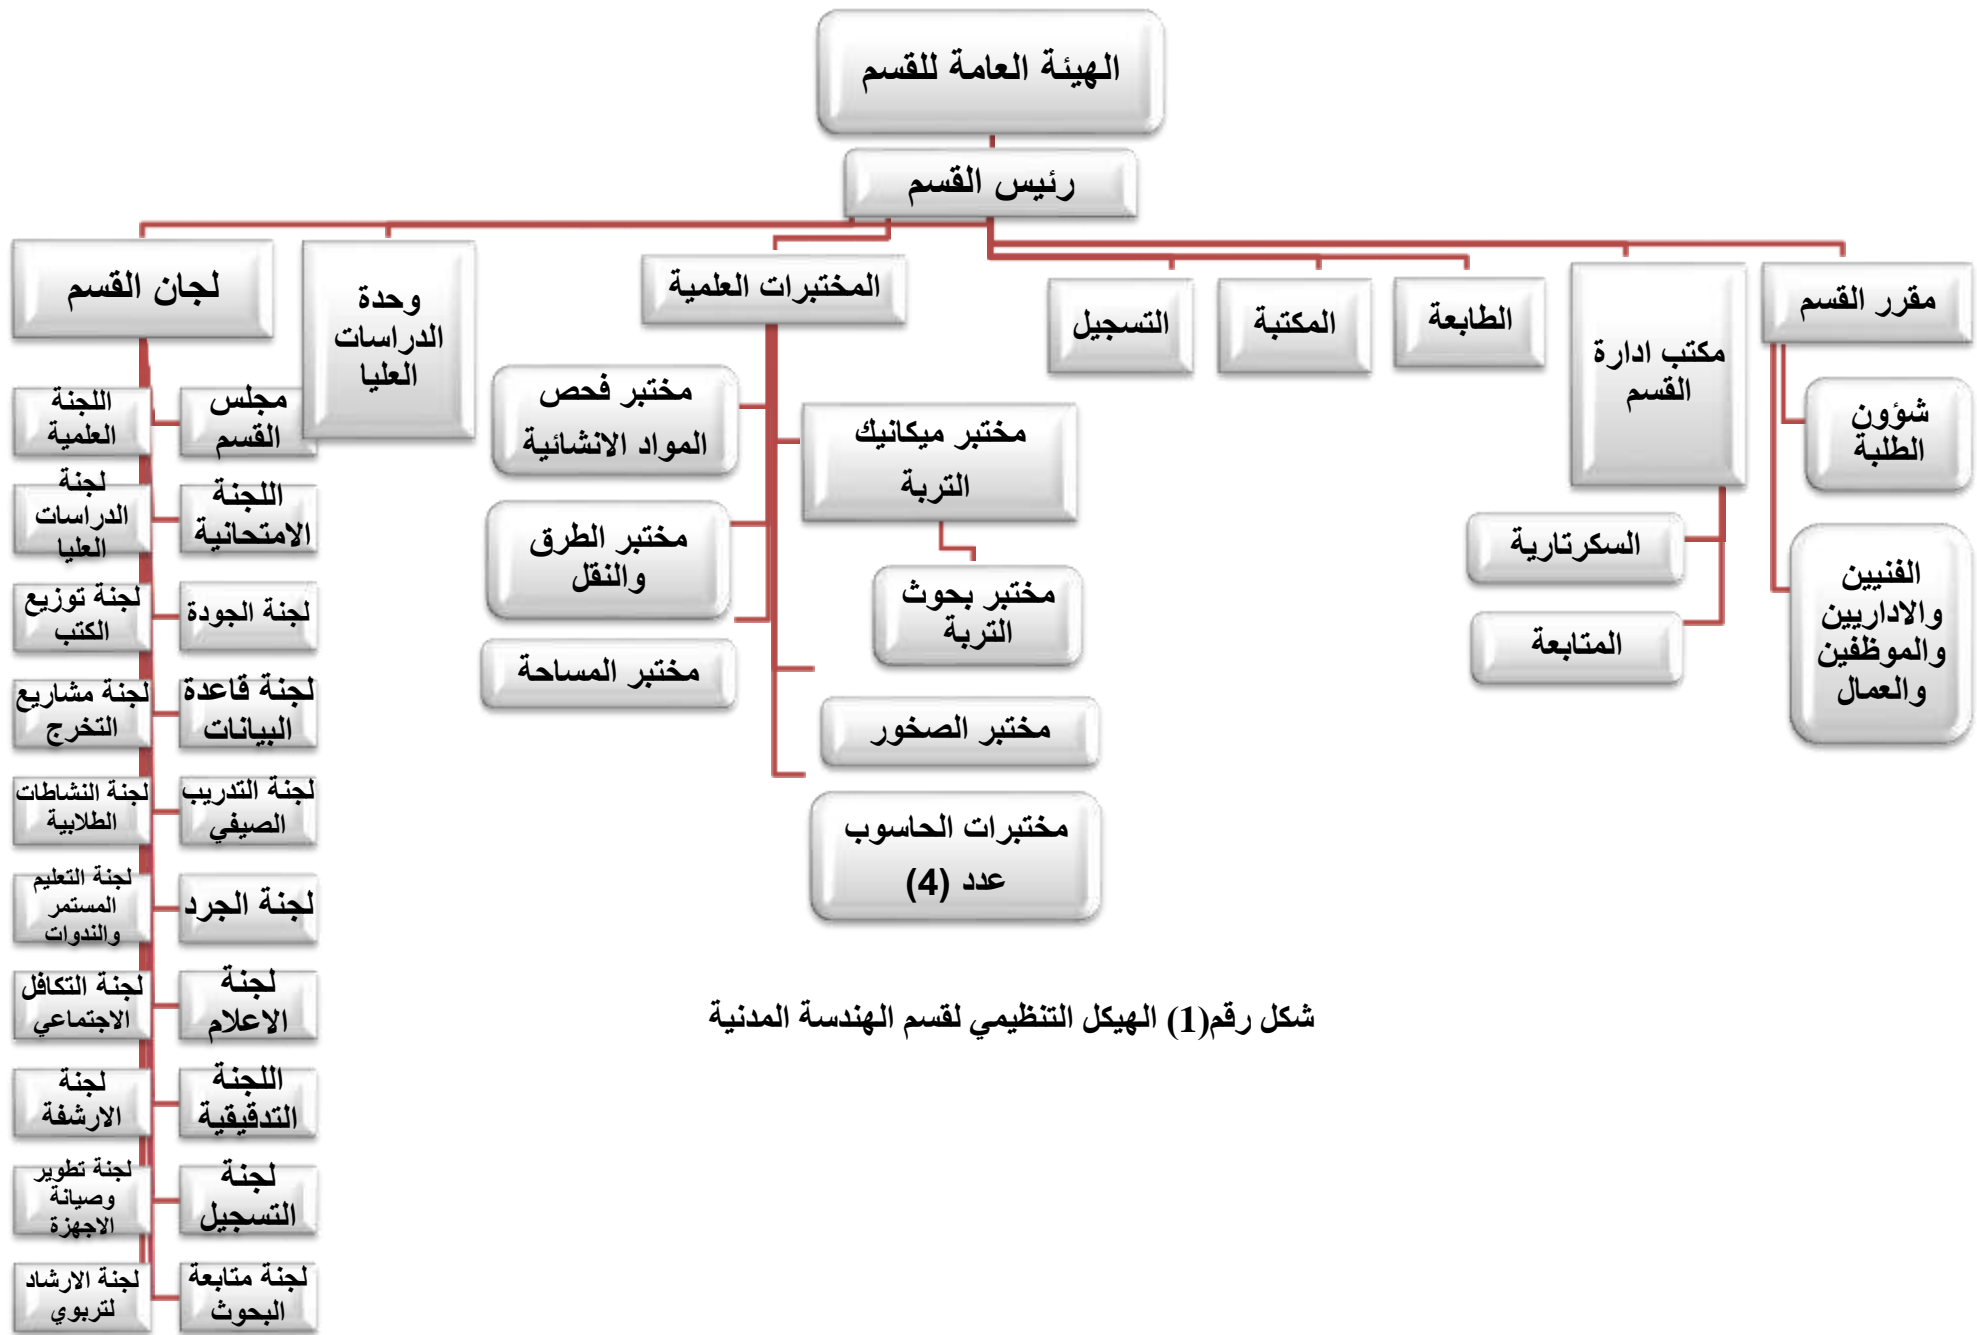 الهيئة العامة للقسم
رئيس القسم
مقرر القسم
شؤون
الطلبة
الفنيين
والاداريين
والموظفين
والعمال
مكتب ادارة
القسم
السكرتارية
المتابعة
الطابعة
المكتبة
التسجيل
المختبرات العلمية
مختبر ميكانيك
التربة
مختبر بحوث
التربة
مختبر الصخور
مختبرات الحاسوب
عدد (4)
مختبر فحص
المواد الانشائية
مختبر الطرق
والنقل
مختبر المساحة
وحدة
الدراسات
العليا
لجان القسم
مجلس
القسم
اللجنة
العلمية
اللجنة
الامتحانية
لجنة
الدراسات
العليا
لجنة الجودة
لجنة توزيع
الكتب
لجنة قاعدة
البيانات
لجنة مشاريع
التخرج
لجنة التدريب
الصيفي
لجنة النشاطات
الطلابية
لجنة الجرد
لجنة التعليم
المستمر
والندوات
لجنة
الاعلام
لجنة التكافل
الاجتماعي
اللجنة
التدقيقية
لجنة
الارشفة
لجنة
التسجيل
لجنة تطوير
وصيانة
الاجهزة
لجنة متابعة
البحوث
لجنة الارشاد
لتربوي
شكل رقم(1) الهيكل التنظيمي لقسم الهندسة المدنية